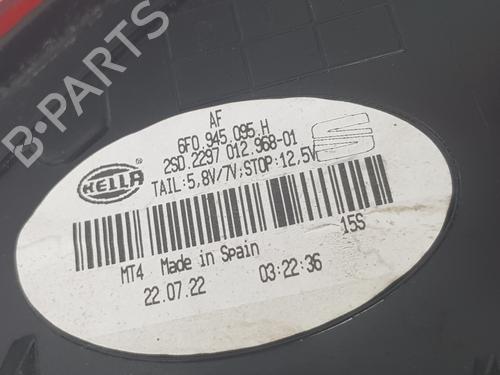 B-PARTS
AF
6F0.945.095.H
2SD.2297 012.968-01
TAIL:5,8V/7V;STOP:12.5V
HELLA
®
S
15S
MT4 Made in Spain
22.07.22 03:22:36